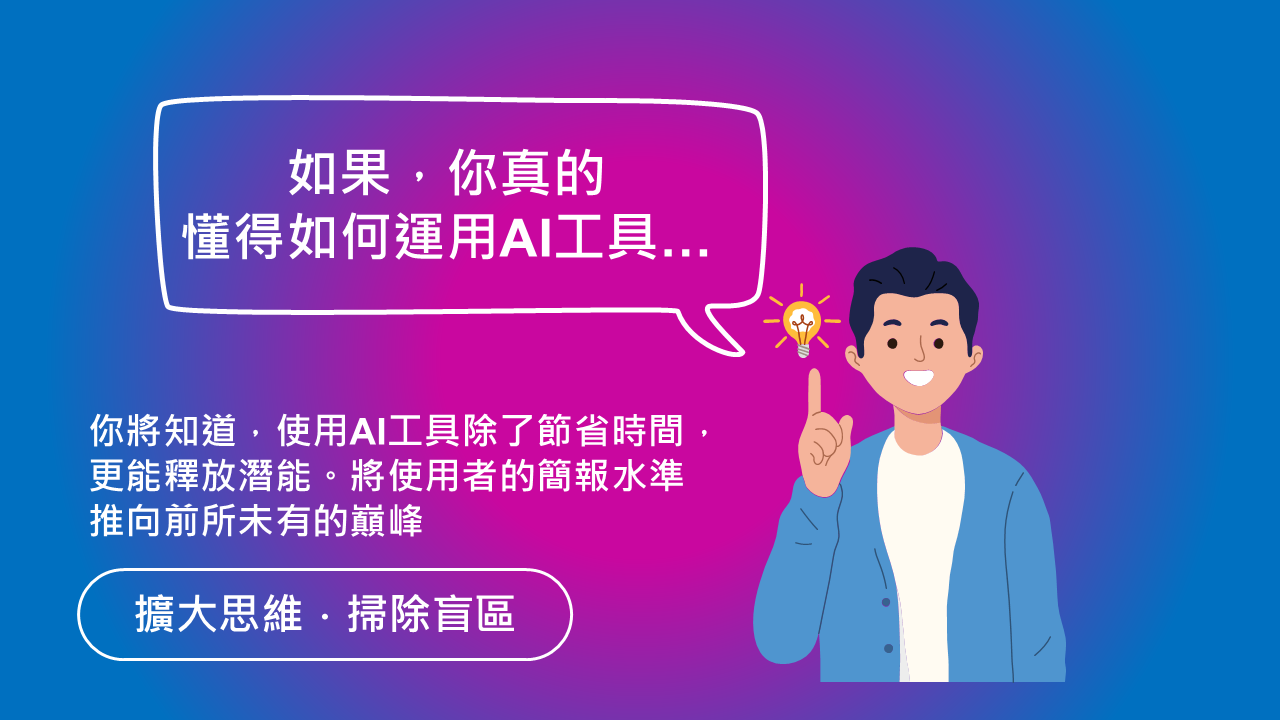 如果，你真的
懂得如何運用AI工具...
你將知道，使用AI工具除了節省時間，
更能釋放潛能。將使用者的簡報水準
推向前所未有的巔峰
擴大思維．掃除盲區